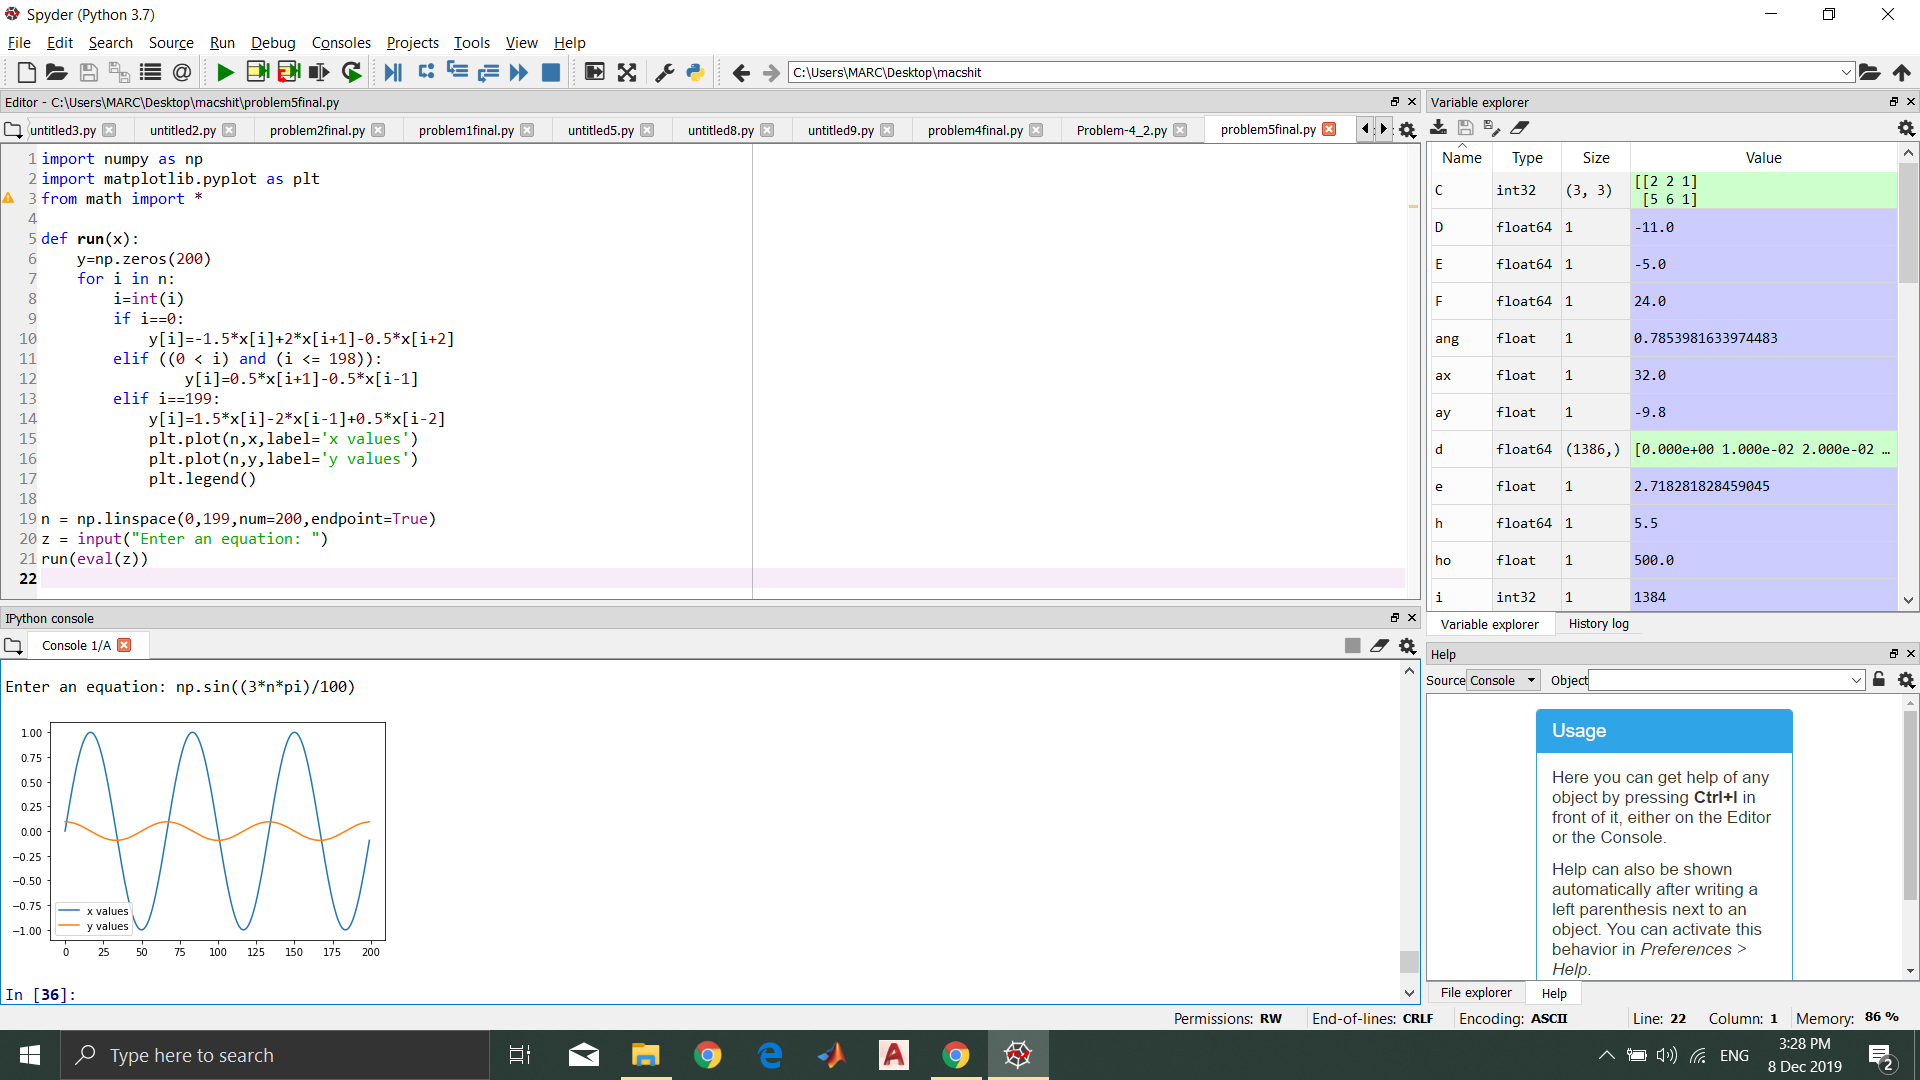 Spyder (Python 3.7)
File Edit Search Source Run Debug Consoles Projects Tools View Help
C:\Users\MARC\Desktop\macshit
Editor - C:\Users\MARC\Desktop\macshit\problem5final.py
untitled3.py untitled2.py problem2final.py problem1final.py untitled5.py untitled8.py untitled9.py problem4final.py Problem-4_2.py problem5final.py
1 import numpy as np
2 import matplotlib.pyplot as plt
3 from math import *
4
5 def run(x):
6     y=np.zeros(200)
7     for i in n:
8         i=int(i)
9         if i==0:
10             y[i]=-1.5*x[i]+2*x[i+1]-0.5*x[i+2]
11         elif ((0 < i) and (i <= 198)):
12                 y[i]=0.5*x[i+1]-0.5*x[i-1]
13         elif i==199:
14             y[i]=1.5*x[i]-2*x[i-1]+0.5*x[i-2]
15             plt.plot(n,x,label='x values')
16             plt.plot(n,y,label='y values')
17             plt.legend()
18
19 n = np.linspace(0,199,num=200,endpoint=True)
20 z = input("Enter an equation: ")
21 run(eval(z))
22
IPython console
Console 1/A
Enter an equation: np.sin((3*n*pi)/100)
1.00
0.75
0.50
0.25
0.00
−0.25
−0.50
−0.75
−1.00
x values
y values
0 25 50 75 100 125 150 175 200
In [36]:
Variable explorer
Name Type Size Value
C int32 (3, 3) [[2 2 1]
[5 6 1]
D float64 1 -11.0
E float64 1 -5.0
F float64 1 24.0
ang float 1 0.7853981633974483
ax float 1 32.0
ay float 1 -9.8
d float64 (1386,) [0.000e+00 1.000e-02 2.000e-02 …
e float 1 2.718281828459045
h float64 1 5.5
ho float 1 500.0
i int32 1 1384
Variable explorer History log
Help
Source Console Object
Usage
Here you can get help of any
object by pressing Ctrl+I in
front of it, either on the Editor
or the Console.
Help can also be shown
automatically after writing a
left parenthesis next to an
object. You can activate this
behavior in Preferences >
Help.
File explorer Help
Permissions: RW End-of-lines: CRLF Encoding: ASCII Line: 22 Column: 1 Memory: 86 %
Type here to search
ENG
3:28 PM
8 Dec 2019
2